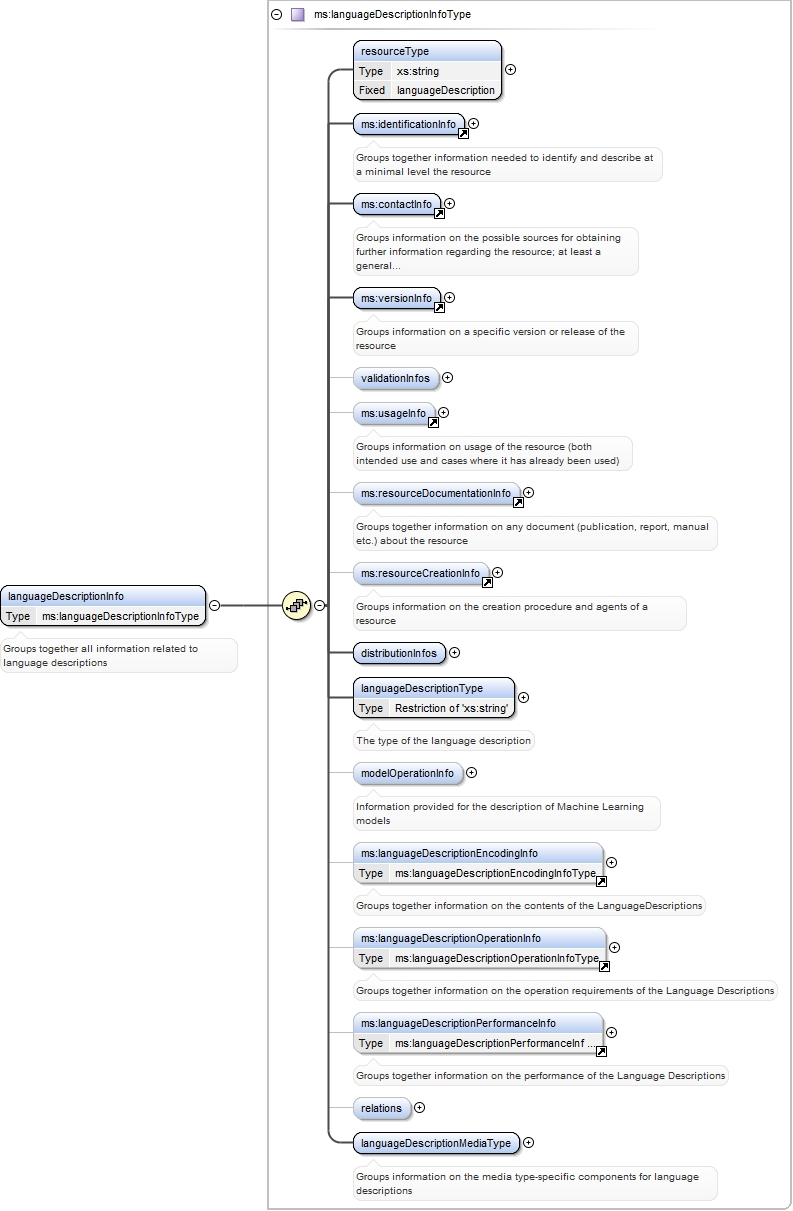 ms:languageDescriptionInfoType
resourceType
Type xs:string
Fixed languageDescription
ms:identificationInfo
Groups together information needed to identify and describe at
a minimal level the resource
ms:contactInfo
Groups information on the possible sources for obtaining
further information regarding the resource; at least a
general...
ms:versionInfo
Groups information on a specific version or release of the
resource
validationInfos
ms:usageInfo
Groups information on usage of the resource (both
intended use and cases where it has already been used)
ms:resourceDocumentationInfo
Groups together information on any document (publication, report, manual
etc.) about the resource
ms:resourceCreationInfo
Groups information on the creation procedure and agents of a
resource
languageDescriptionInfo
Type ms:languageDescriptionInfoType
Groups together all information related to
language descriptions
distributionInfos
languageDescriptionType
Type Restriction of 'xs:string'
The type of the language description
modelOperationInfo
Information provided for the description of Machine Learning
models
ms:languageDescriptionEncodingInfo
Type ms:languageDescriptionEncodingInfoType
Groups together information on the contents of the LanguageDescriptions
ms:languageDescriptionOperationInfo
Type ms:languageDescriptionOperationInfoType
Groups together information on the operation requirements of the Language Descriptions
ms:languageDescriptionPerformanceInfo
Type ms:languageDescriptionPerformanceInf ...
Groups together information on the performance of the Language Descriptions
relations
languageDescriptionMediaType
Groups information on the media type-specific components for language
descriptions